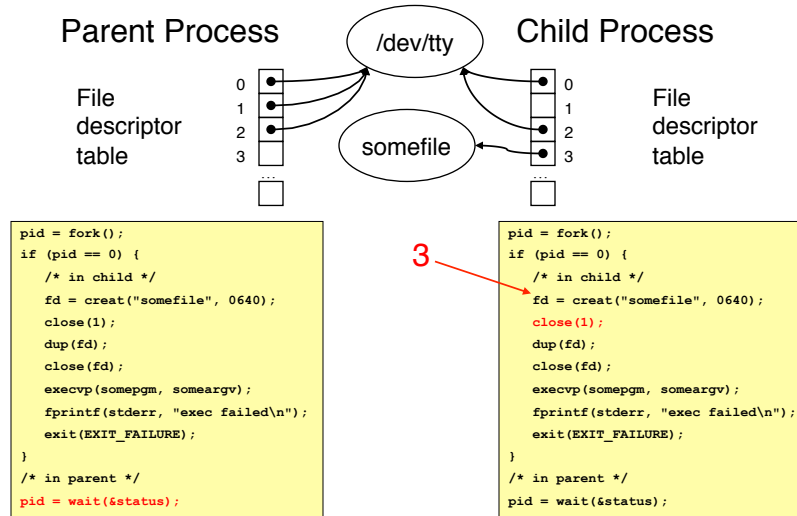 Parent Process
/dev/tty
Child Process
File
descriptor
table
0
1
2
3
...
somefile
0
1
2
3
...
File
descriptor
table
pid = fork();
if (pid == 0) {
/* in child */
fd = creat("somefile", 0640);
close(1);
dup(fd);
close(fd);
execvp(somepgm, someargv);
fprintf(stderr, "exec failed\n");
exit(EXIT_FAILURE);
}
/* in parent */
pid = wait(&status);
3
pid = fork();
if (pid == 0) {
/* in child */
fd = creat("somefile", 0640);
close(1);
dup(fd);
close(fd);
execvp(somepgm, someargv);
fprintf(stderr, "exec failed\n");
exit(EXIT_FAILURE);
}
/* in parent */
pid = wait(&status);